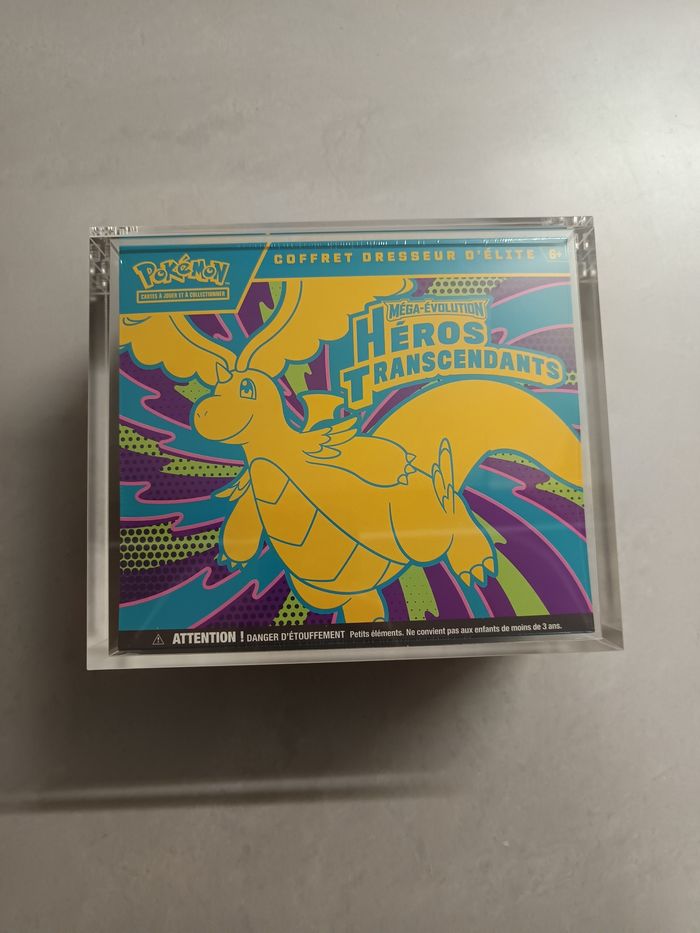 POKÉMON
CARTES À JOUER ET À COLLECTIONNER
COFFRET DRESSEUR D'ÉLITE 6+
MÉGA-ÉVOLUTION
HÉROS
TRANSCENDANTS
ATTENTION ! DANGER D'ÉTOUFFEMENT Petits éléments. Ne convient pas aux enfants de moins de 3 ans.